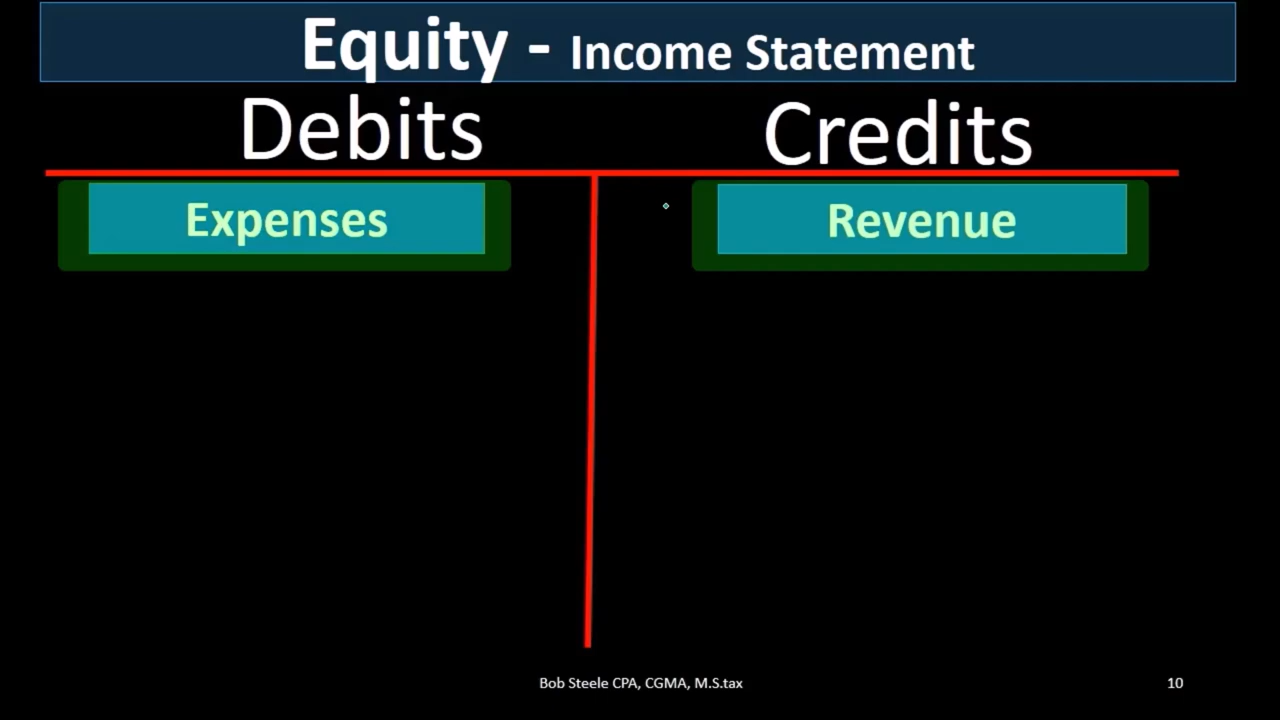 Equity - Income Statement
Debits Credits
Expenses Revenue
Bob Steele CPA, CGMA, M.S.tax 10